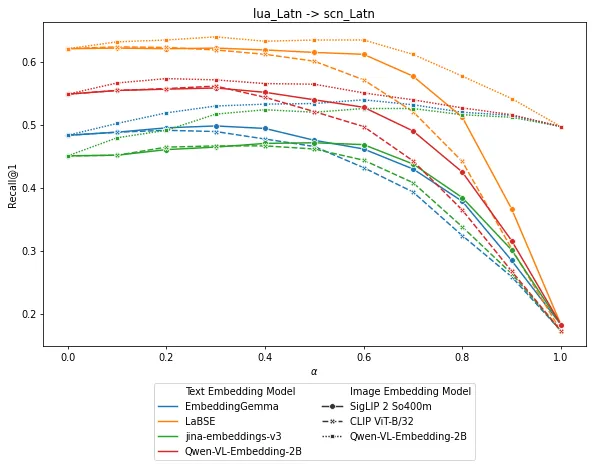 lua_Latn -> scn_Latn
Recall@1
0.6
0.5
0.4
0.3
0.2
0.0
0.2
0.4
0.6
0.8
1.0
α
Text Embedding Model
EmbeddingGemma
LaBSE
jina-embeddings-v3
Qwen-VL-Embedding-2B
Image Embedding Model
SigLIP 2 So400m
CLIP ViT-B/32
Qwen-VL-Embedding-2B